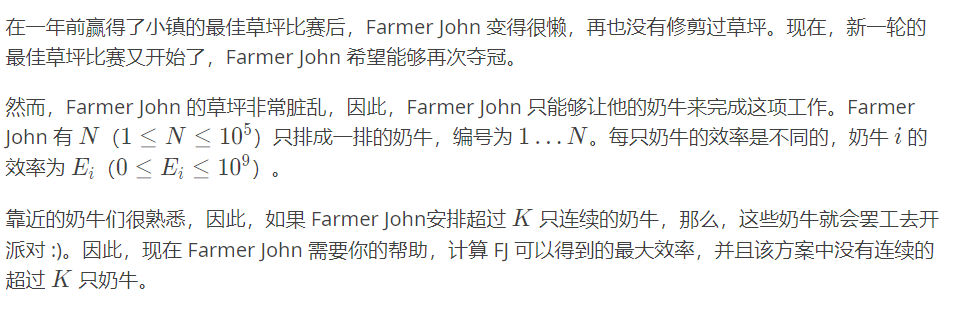 在一年前赢得了小镇的最佳草坪比赛后，Farmer John 变得很懒，再也没有修剪过草坪。现在，新一轮的
最佳草坪比赛又开始了，Farmer John 希望能够再次夺冠。
然而，Farmer John 的草坪非常脏乱，因此，Farmer John 只能够让他的奶牛来完成这项工作。Farmer
John 有 N（1 ≤ N ≤ 10⁵）只排成一排的奶牛，编号为 1…N。每只奶牛的效率是不同的，奶牛 i 的
效率为 Eᵢ（0 ≤ Eᵢ ≤ 10⁹）。
靠近的奶牛们很熟悉，因此，如果 Farmer John安排超过 K 只连续的奶牛，那么，这些奶牛就会罢工去开
派对 :)。因此，现在 Farmer John 需要你的帮助，计算 FJ 可以得到的最大效率，并且该方案中没有连续的
超过 K 只奶牛。